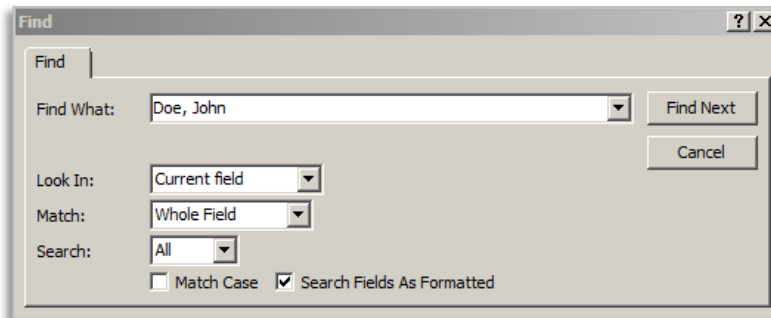 Find
Find
Find What: Doe, John Find Next
Cancel
Look In: Current field
Match: Whole Field
Search: All
Match Case Search Fields As Formatted